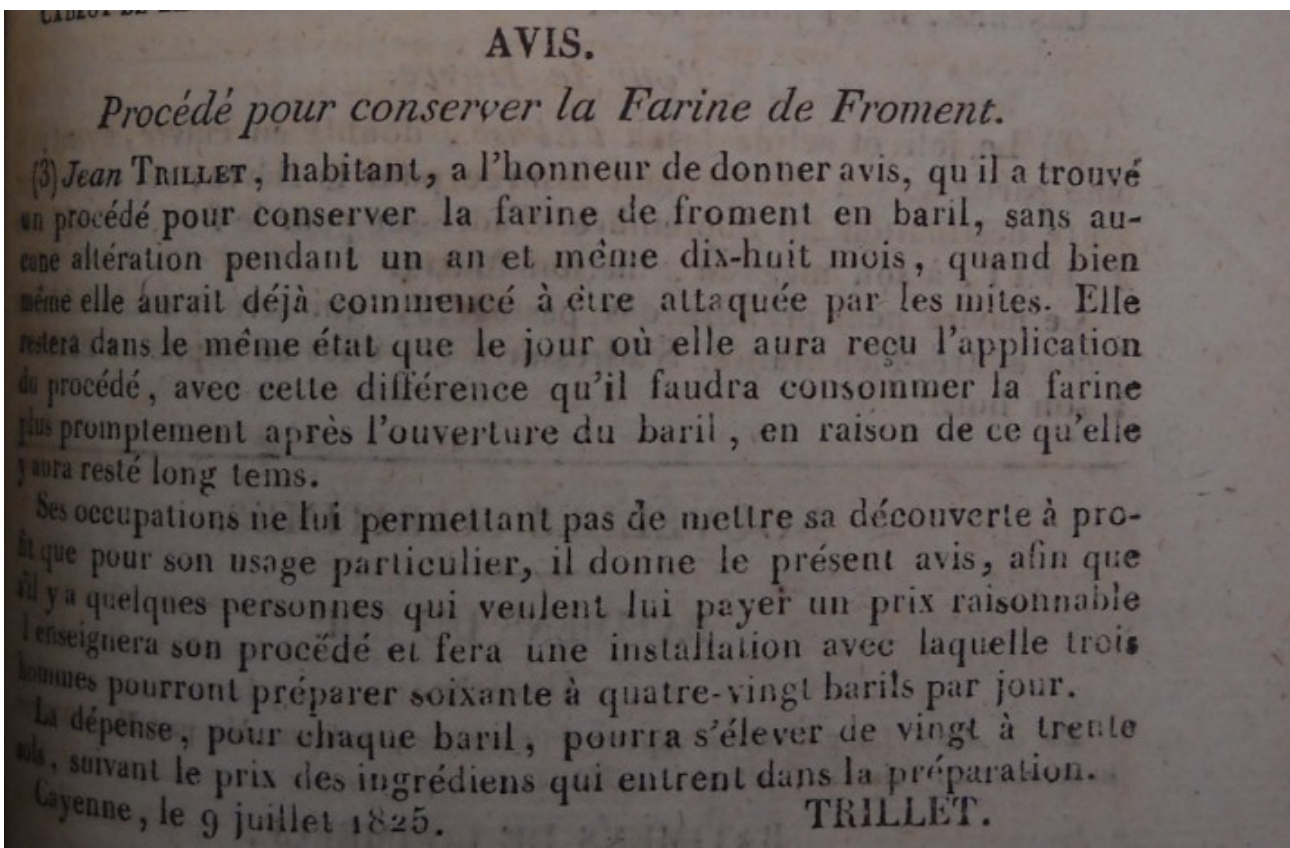 AVIS.
Procédé pour conserver la Farine de Froment.
(3) Jean TRILLET, habitant, a l'honneur de donner avis, qu'il a trouvé
un procédé pour conserver la farine de froment en baril, sans au-
cune altération pendant un an et même dix-huit mois, quand bien
même elle aurait déjà commencé à être attaquée par les mites. Elle
restera dans le même état que le jour où elle aura reçu l'application
du procédé, avec cette différence qu'il faudra consommer la farine
plus promptement après l'ouverture du baril, en raison de ce qu'elle
y aura resté long tems.
Ses occupations ne lui permettant pas de mettre sa découverte à pro-
fit que pour son usage particulier, il donne le présent avis, afin que
s'il y a quelques personnes qui veulent lui payer un prix raisonnable
il enseignera son procédé et fera une installation avec laquelle trois
hommes pourront préparer soixante à quatre-vingt barils par jour.
La dépense, pour chaque baril, pourra s'élever de vingt à trente
sols, suivant le prix des ingrédiens qui entrent dans la préparation.
Cayenne, le 9 juillet 1825. TRILLET.